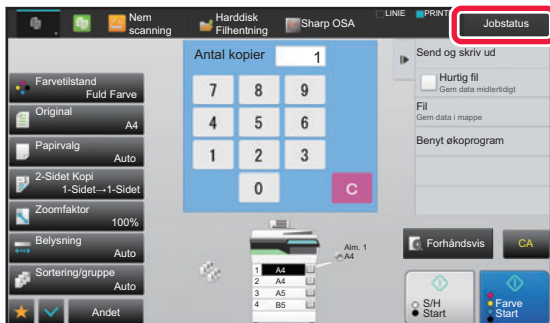 Nem
scanning
Harddisk
Filhentning
Sharp OSA
LINIE
PRINT
Jobstatus
Antal kopier
1
7 8 9
4 5 6
1 2 3
0 C
Farvetilstand
Fuld Farve
Original
A4
Papirvalg
Auto
2-Sidet Kopi
1-Sidet→1-Sidet
Zoomfaktor
100%
Belysning
Auto
Sortering/gruppe
Auto
Andet
Alm. 1
A4
1 A4
2 A4
3 A5
4 B5
Send og skriv ud
Hurtig fil
Gem data midlertidigt
Fil
Gem data i mappe
Benyt økoprogram
Forhåndsvis
CA
S/H
Start
Farve
Start